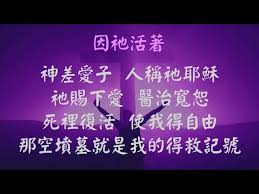 因祂活著
神差愛子 人稱祂耶穌
祂賜下愛 醫治寬恕
死裡復活 使我得自由
那空墳墓就是我的得救記號